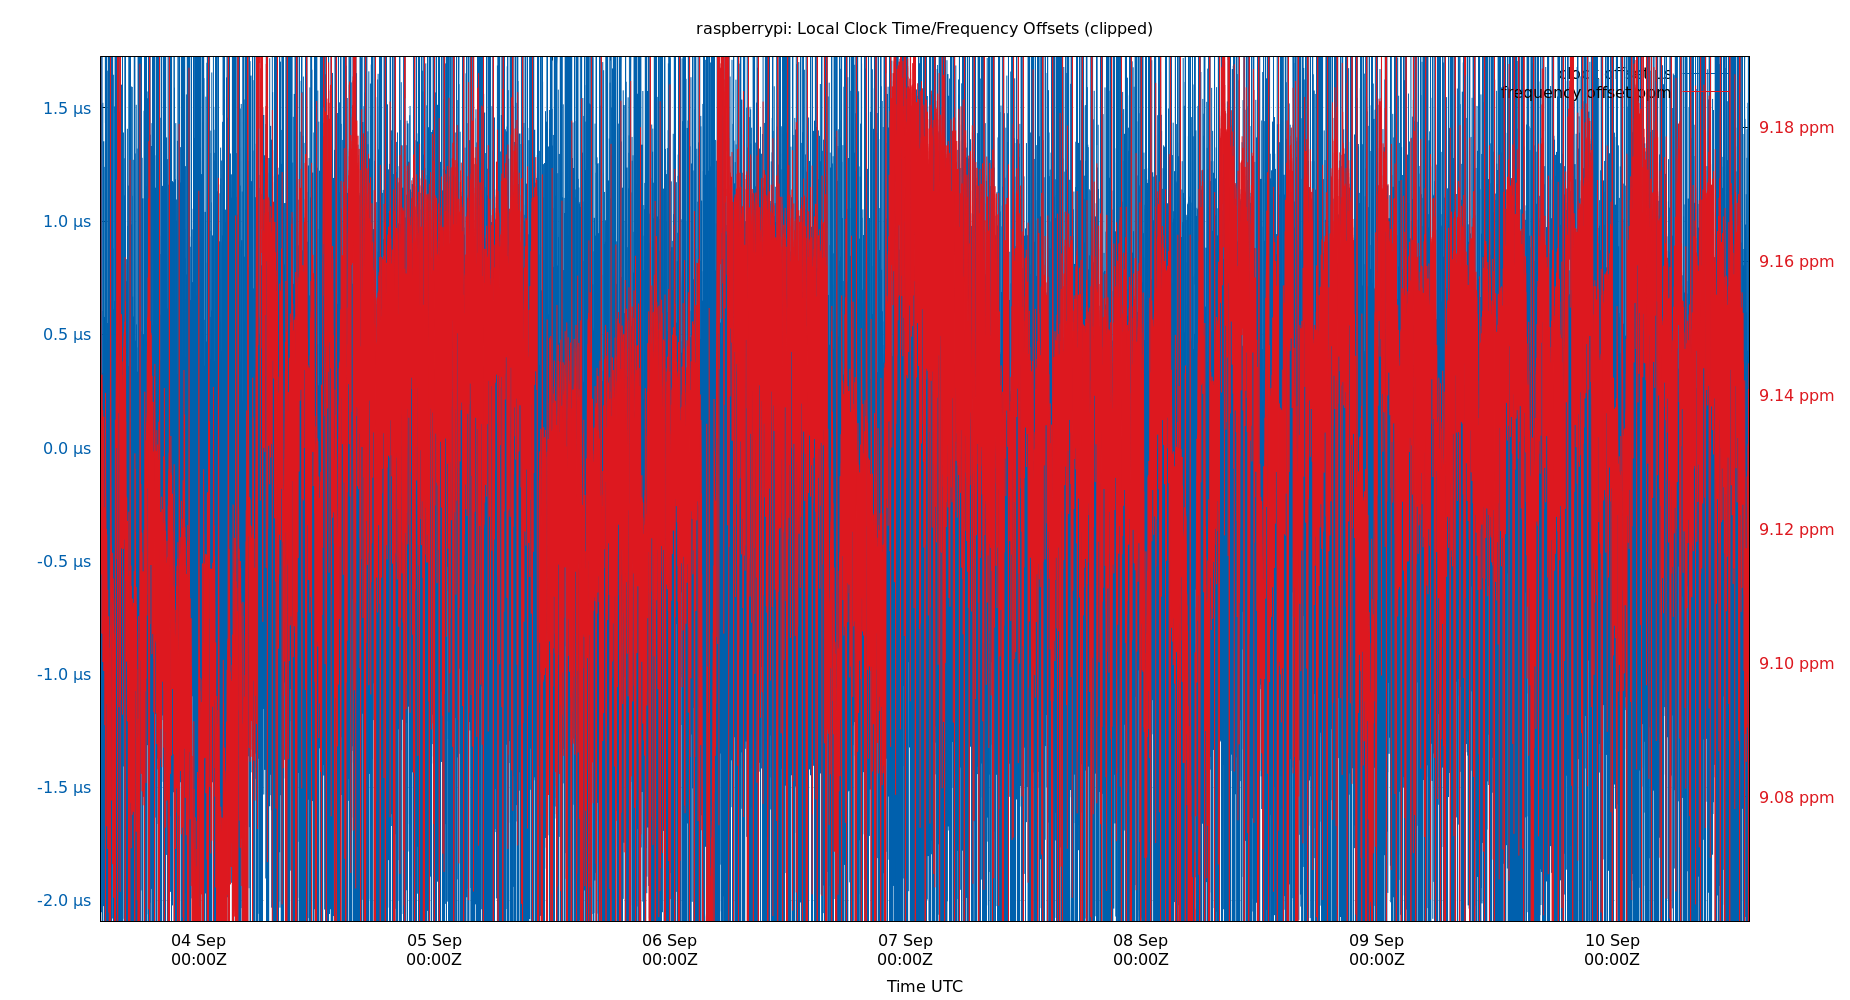 raspberrypi: Local Clock Time/Frequency Offsets (clipped)
clock offset µs
frequency offset ppm
1.5 µs
1.0 µs
0.5 µs
0.0 µs
-0.5 µs
-1.0 µs
-1.5 µs
-2.0 µs
9.18 ppm
9.16 ppm
9.14 ppm
9.12 ppm
9.10 ppm
9.08 ppm
04 Sep
00:00Z
05 Sep
00:00Z
06 Sep
00:00Z
07 Sep
00:00Z
08 Sep
00:00Z
09 Sep
00:00Z
10 Sep
00:00Z
Time UTC